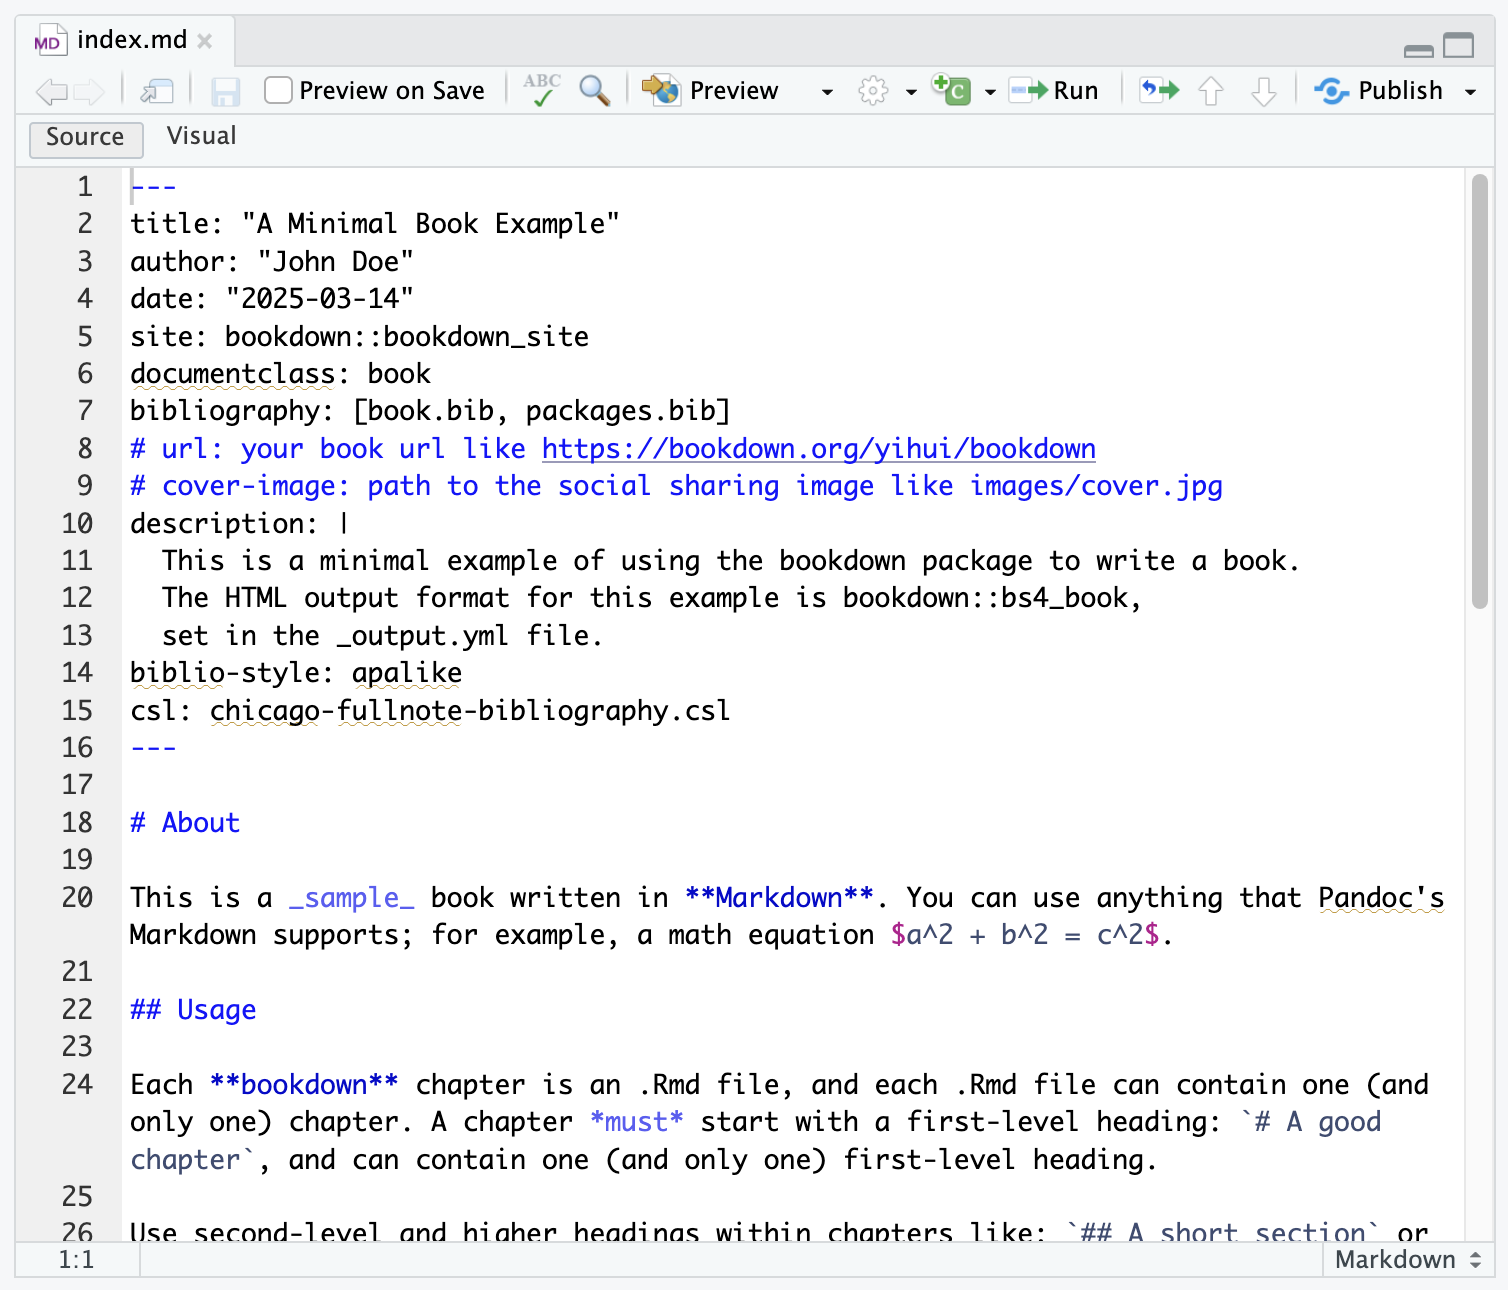 MD index.md
Preview on Save ABC Preview C Run Publish
Source Visual
1 ---
2 title: "A Minimal Book Example"
3 author: "John Doe"
4 date: "2025-03-14"
5 site: bookdown::bookdown_site
6 documentclass: book
7 bibliography: [book.bib, packages.bib]
8 # url: your book url like https://bookdown.org/yihui/bookdown
9 # cover-image: path to the social sharing image like images/cover.jpg
10 description: |
11   This is a minimal example of using the bookdown package to write a book.
12   The HTML output format for this example is bookdown::bs4_book,
13   set in the _output.yml file.
14 biblio-style: apalike
15 csl: chicago-fullnote-bibliography.csl
16 ---
17
18 # About
19
20 This is a _sample_ book written in **Markdown**. You can use anything that Pandoc's
Markdown supports; for example, a math equation $a^2 + b^2 = c^2$.
21
22 ## Usage
23
24 Each **bookdown** chapter is an .Rmd file, and each .Rmd file can contain one (and
only one) chapter. A chapter *must* start with a first-level heading: `# A good
chapter`, and can contain one (and only one) first-level heading.
25
26 Use second-level and higher headings within chapters like: `## A short section` or
1:1 Markdown